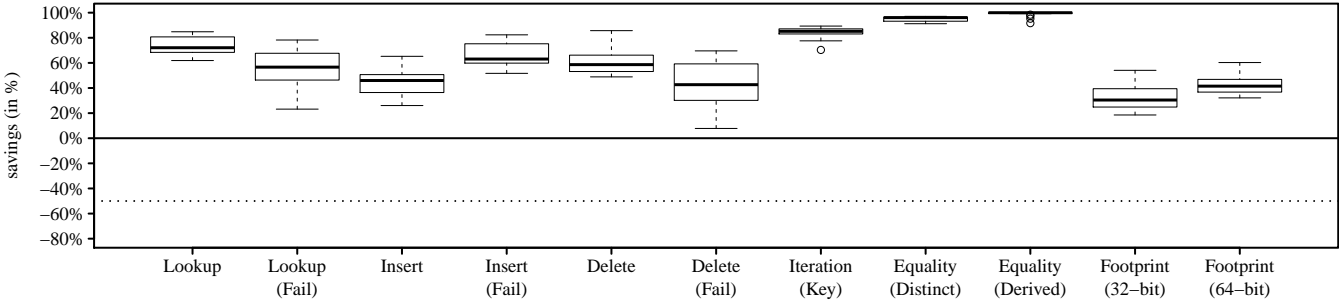 savings (in %)
100%
80%
60%
40%
20%
0%
−20%
−40%
−60%
−80%
Lookup
Lookup
(Fail)
Insert
Insert
(Fail)
Delete
Delete
(Fail)
Iteration
(Key)
Equality
(Distinct)
Equality
(Derived)
Footprint
(32−bit)
Footprint
(64−bit)